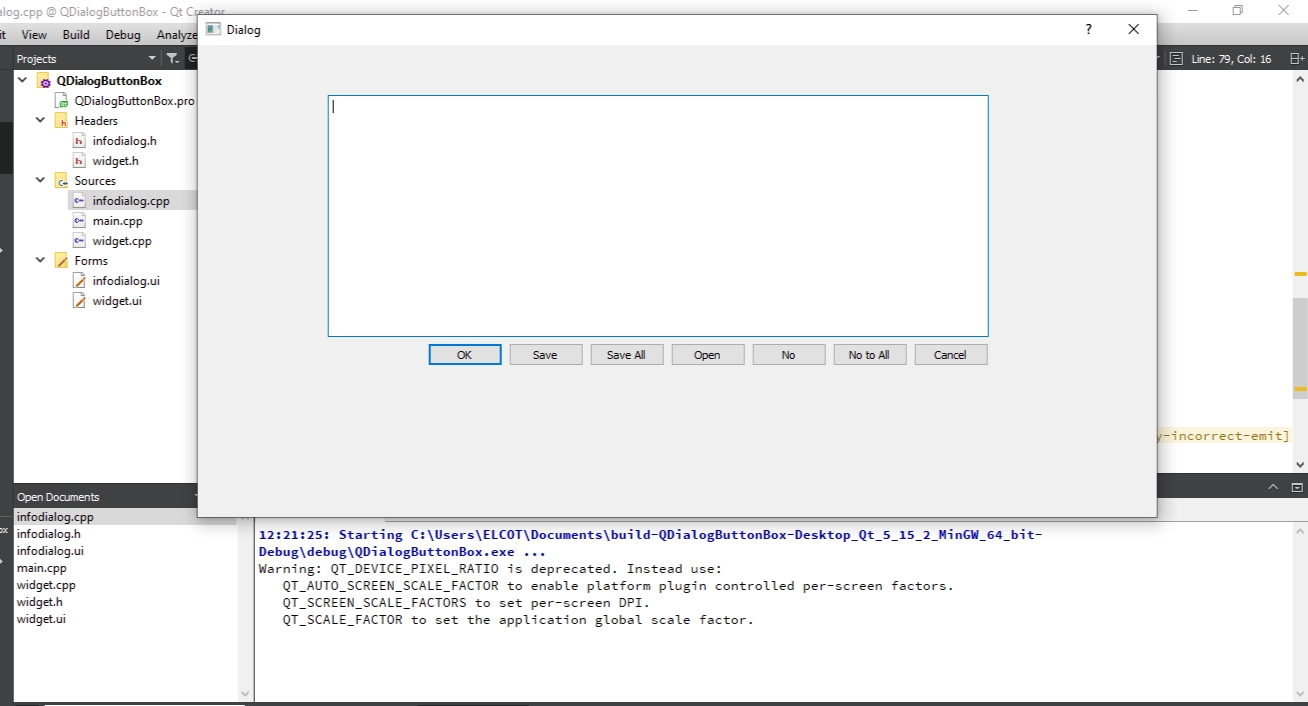 alog.cpp @ QDialogButtonBox - Qt Creator
it View Build Debug Analyze
Dialog ?
Projects
Line: 79, Col: 16
QDialogButtonBox
QDialogButtonBox.pro
Headers
infodialog.h
widget.h
Sources
infodialog.cpp
main.cpp
widget.cpp
Forms
infodialog.ui
widget.ui
OK Save Save All Open No No to All Cancel
y-incorrect-emit]
Open Documents
infodialog.cpp
infodialog.h
infodialog.ui
main.cpp
widget.cpp
widget.h
widget.ui
ox
12:21:25: Starting C:\Users\ELCOT\Documents\build-QDialogButtonBox-Desktop_Qt_5_15_2_MinGW_64_bit-
Debug\debug\QDialogButtonBox.exe ...
Warning: QT_DEVICE_PIXEL_RATIO is deprecated. Instead use:
QT_AUTO_SCREEN_SCALE_FACTOR to enable platform plugin controlled per-screen factors.
QT_SCREEN_SCALE_FACTORS to set per-screen DPI.
QT_SCALE_FACTOR to set the application global scale factor.